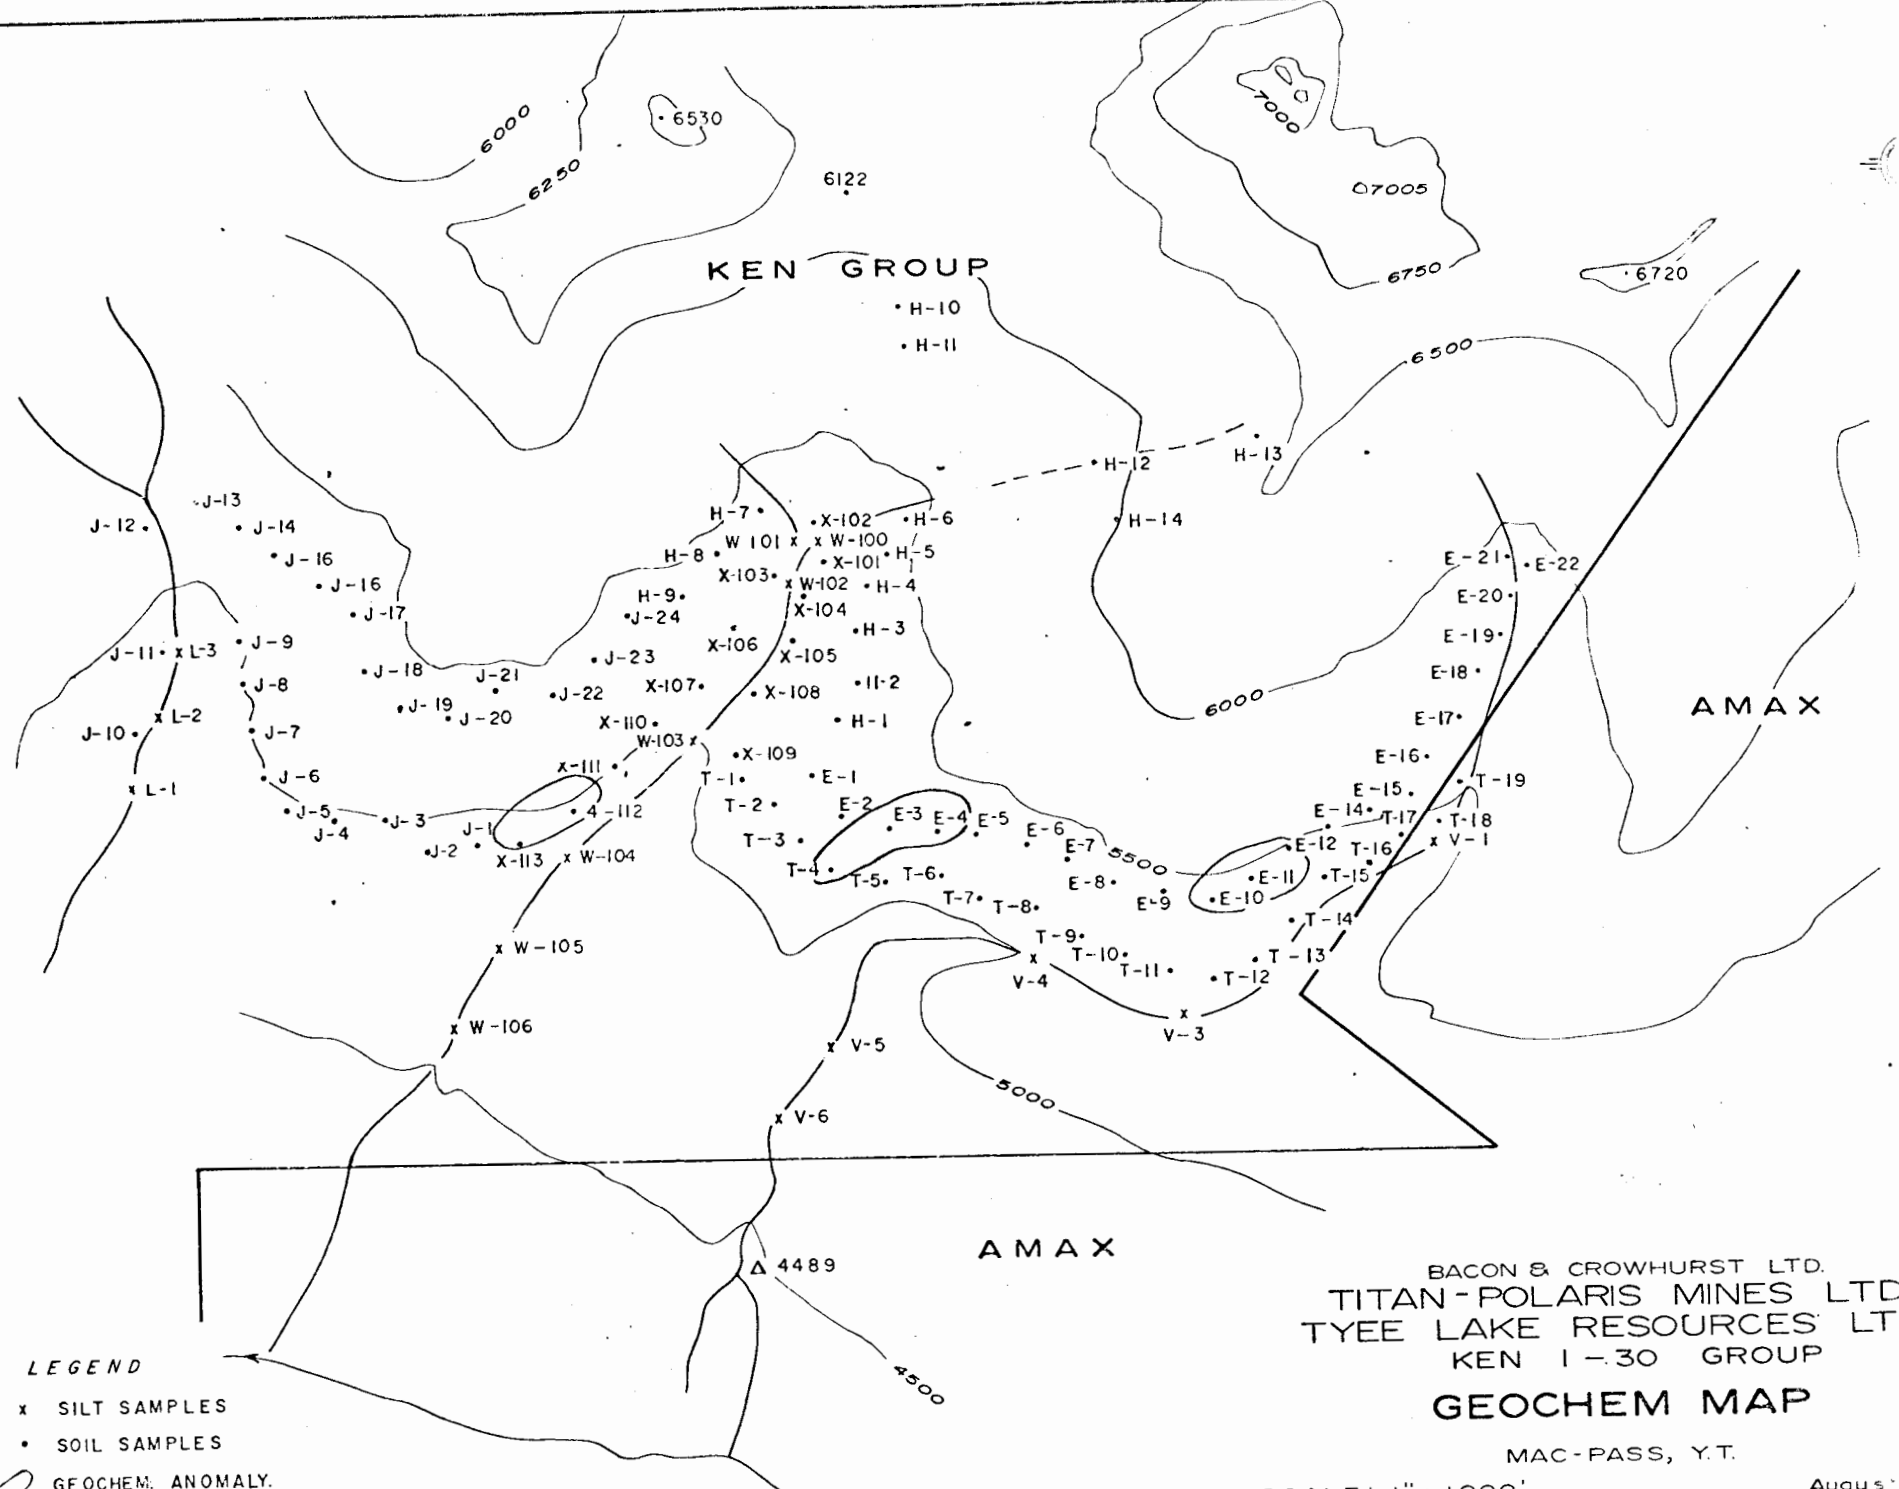 6000
6530
7000
6250
6122
7005
KEN GROUP
6750
6720
H-10
H-11
6500
H-13
H-12
J-13
J-12
J-14
H-7
X-102
H-6
H-14
W 101
W-100
H-8
X-101
H-5
J-16
E-21
E-22
X-103
W-102
H-4
J-16
H-9
E-20
J-17
J-24
X-104
H-3
E-19
J-9
X-106
X-105
J-11
L-3
J-23
J-18
J-21
E-18
J-8
X-107
X-108
H-2
J-22
6000
AMAX
J-19
J-20
L-2
X-110
H-1
E-17
J-10
J-7
W-103
X-109
E-16
X-111
T-1
E-1
J-6
T-19
L-1
E-15
T-2
E-2
J-5
4-112
E-14
E-3
E-4
E-5
T-17
T-18
J-4
J-3
J-1
E-6
T-3
E-7
E-12
T-16
V-1
J-2
X-113
W-104
5500
T-4
T-5
T-6
E-8
E-11
T-15
E-9
E-10
T-7
T-8
T-14
T-9
W-105
T-10
T-13
T-11
T-12
V-4
W-106
V-3
V-5
5000
V-6
AMAX
4489
4500
BACON & CROWHURST LTD.
TITAN-POLARIS MINES LTD
TYEE LAKE RESOURCES LT
KEN 1-30 GROUP
GEOCHEM MAP
MAC-PASS, Y.T.
LEGEND
x SILT SAMPLES
• SOIL SAMPLES
GEOCHEM. ANOMALY.